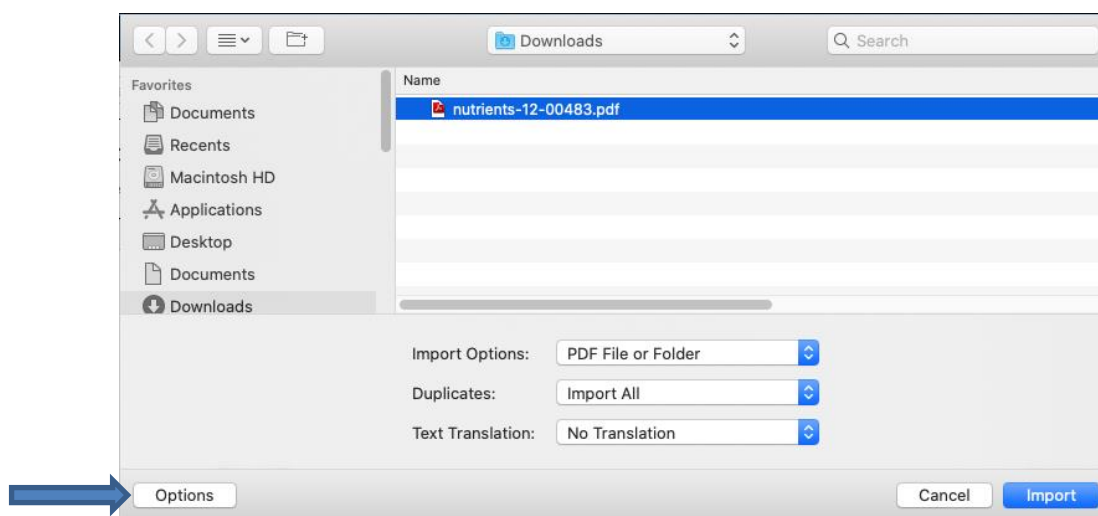 Downloads
Search
Favorites
Documents
Recents
Macintosh HD
Applications
Desktop
Documents
Downloads
Name
nutrients-12-00483.pdf
Import Options: PDF File or Folder
Duplicates: Import All
Text Translation: No Translation
Options Cancel Import